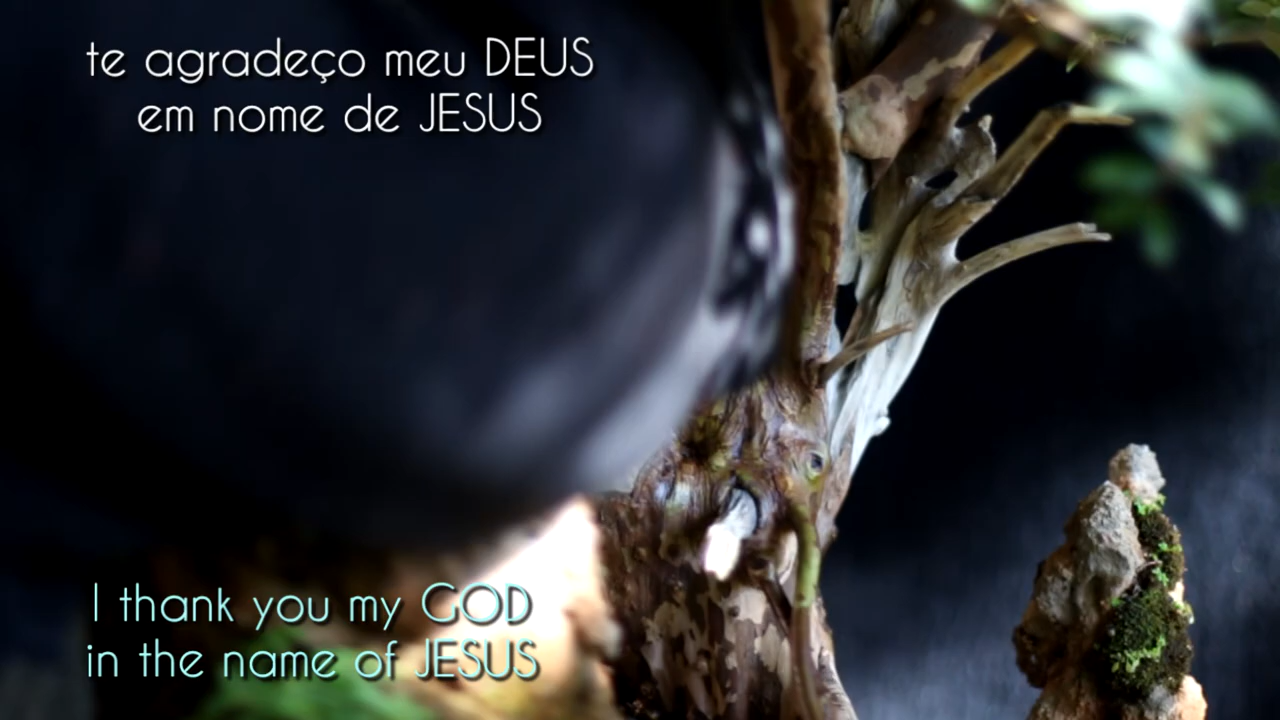 te agradeço meu DEUS
em nome de JESUS
I thank you my GOD
in the name of JESUS